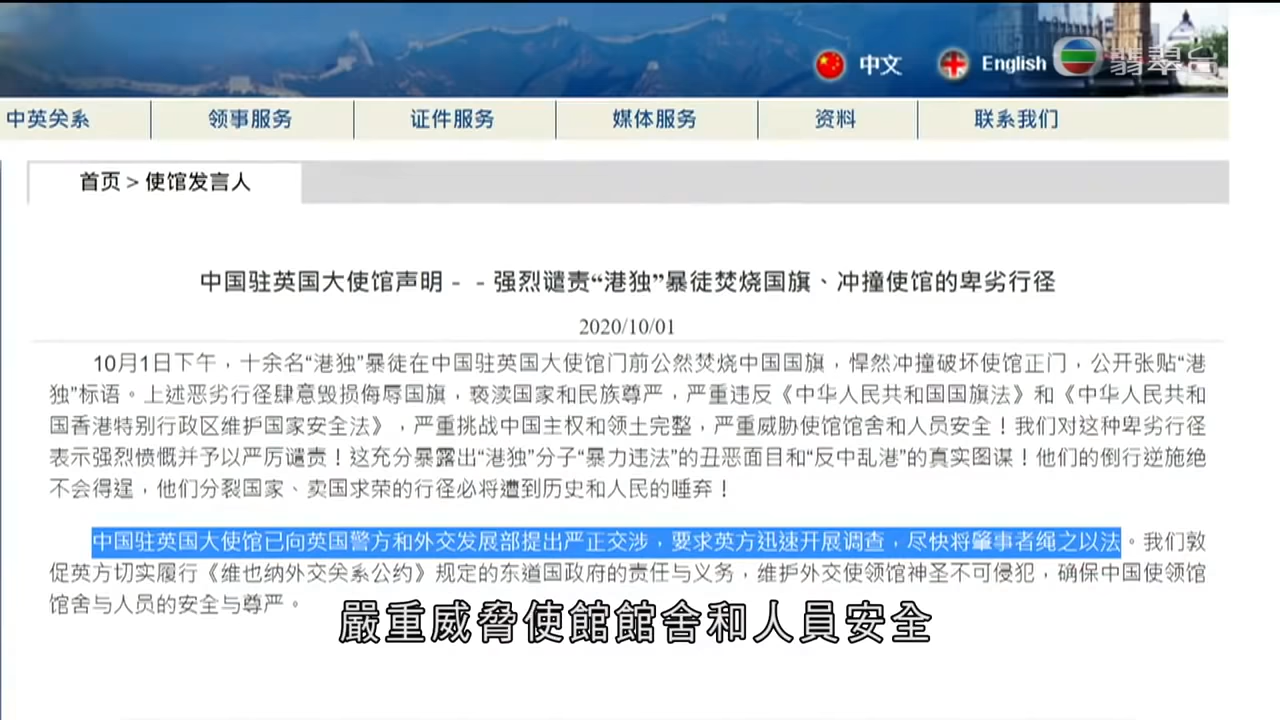 中文 English 翡翠台
中英关系 领事服务 证件服务 媒体服务 资料 联系我们
首页 > 使馆发言人
中国驻英国大使馆声明－－强烈谴责“港独”暴徒焚烧国旗、冲撞使馆的卑劣行径
2020/10/01
10月1日下午，十余名“港独”暴徒在中国驻英国大使馆门前公然焚烧中国国旗，悍然冲撞破坏使馆正门，公开张贴“港
独”标语。上述恶劣行径肆意毁损侮辱国旗，亵渎国家和民族尊严，严重违反《中华人民共和国国旗法》和《中华人民共和
国香港特别行政区维护国家安全法》，严重挑战中国主权和领土完整，严重威胁使馆馆舍和人员安全！我们对这种卑劣行径
表示强烈愤慨并予以严厉谴责！这充分暴露出“港独”分子“暴力违法”的丑恶面目和“反中乱港”的真实图谋！他们的倒行逆施绝
不会得逞，他们分裂国家、卖国求荣的行径必将遭到历史和人民的唾弃！
中国驻英国大使馆已向英国警方和外交发展部提出严正交涉，要求英方迅速开展调查，尽快将肇事者绳之以法。我们敦
促英方切实履行《维也纳外交关系公约》规定的东道国政府的责任与义务，维护外交使领馆神圣不可侵犯，确保中国使领馆
馆舍与人员的安全与尊严。
嚴重威脅使館館舍和人員安全